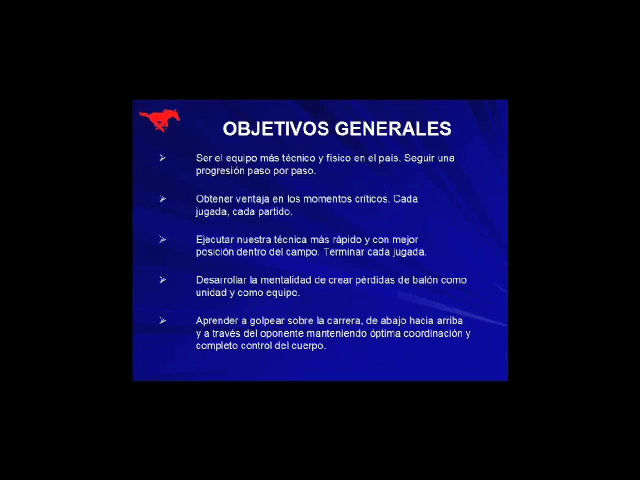 OBJETIVOS GENERALES
Ser el equipo más técnico y físico en el país. Seguir una
progresión paso por paso.
Obtener ventaja en los momentos críticos. Cada
jugada, cada partido.
Ejecutar nuestra técnica más rápido y con mejor
posición dentro del campo. Terminar cada jugada.
Desarrollar la mentalidad de crear pérdidas de balón como
unidad y como equipo.
Aprender a golpear sobre la carrera, de abajo hacia arriba
y a través del oponente manteniendo óptima coordinación y
completo control del cuerpo.